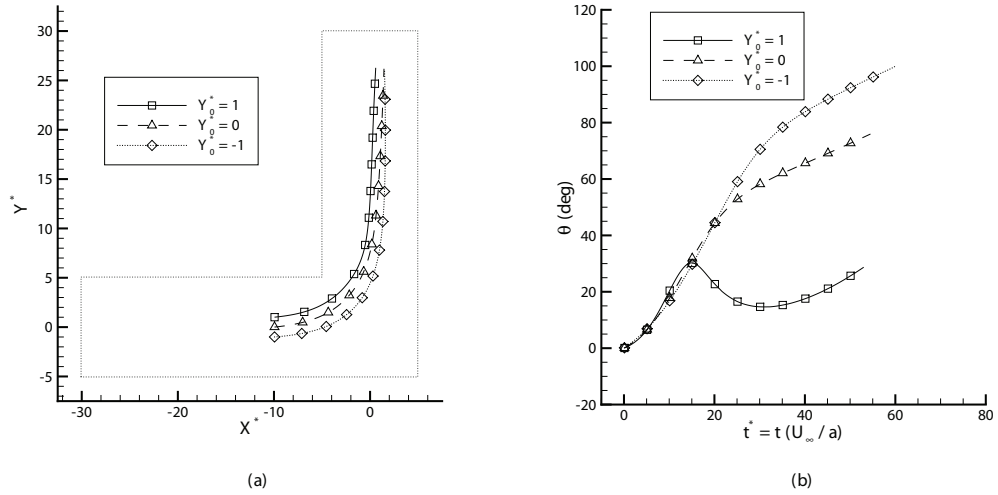 30
25
20
15
10
5
0
-5
Y*
-30
-20
-10
0
X*
Y₀* = 1
Y₀* = 0
Y₀* = -1
(a)
120
100
80
60
40
20
0
-20
θ (deg)
0
20
40
60
80
t* = t (U∞ / a)
Y₀* = 1
Y₀* = 0
Y₀* = -1
(b)